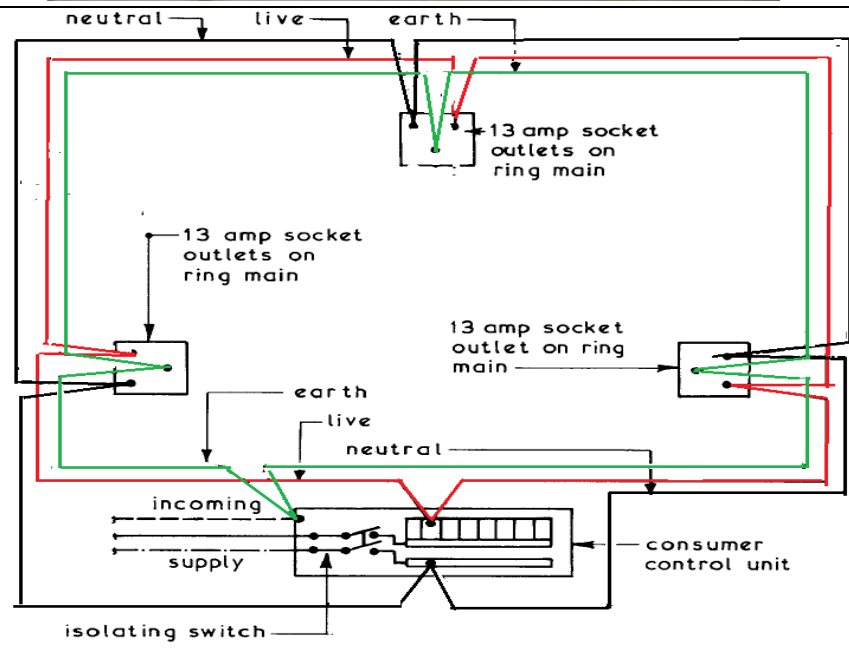 neutral live earth
13 amp socket
outlets on
ring main
13 amp socket
outlets on
ring main
13 amp socket
outlet on ring
main
earth
live
neutral
incoming
supply
consumer
control unit
isolating switch